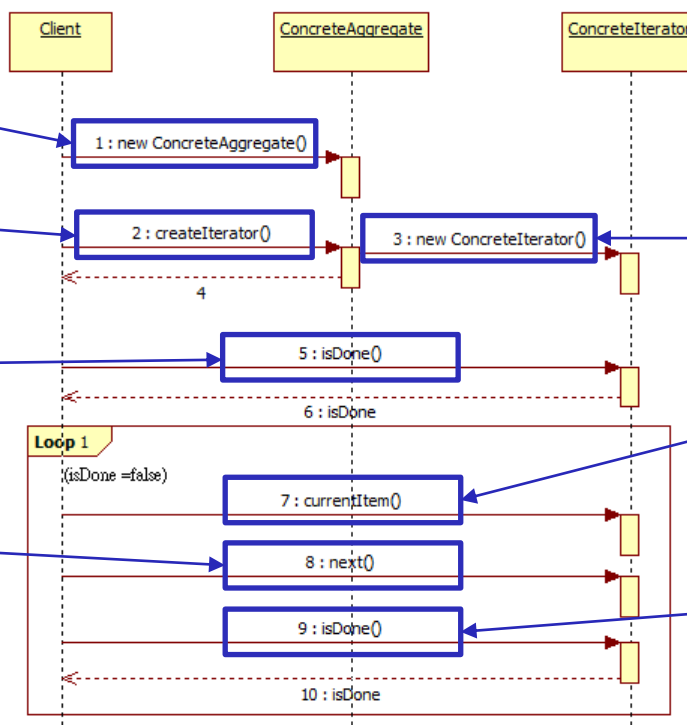 Client
ConcreteAggregate
ConcreteIterator
1 : new ConcreteAggregate()
2 : createIterator()
3 : new ConcreteIterator()
4
5 : isDone()
6 : isDone
Loop 1
(isDone =false)
7 : currentItem()
8 : next()
9 : isDone()
10 : isDone